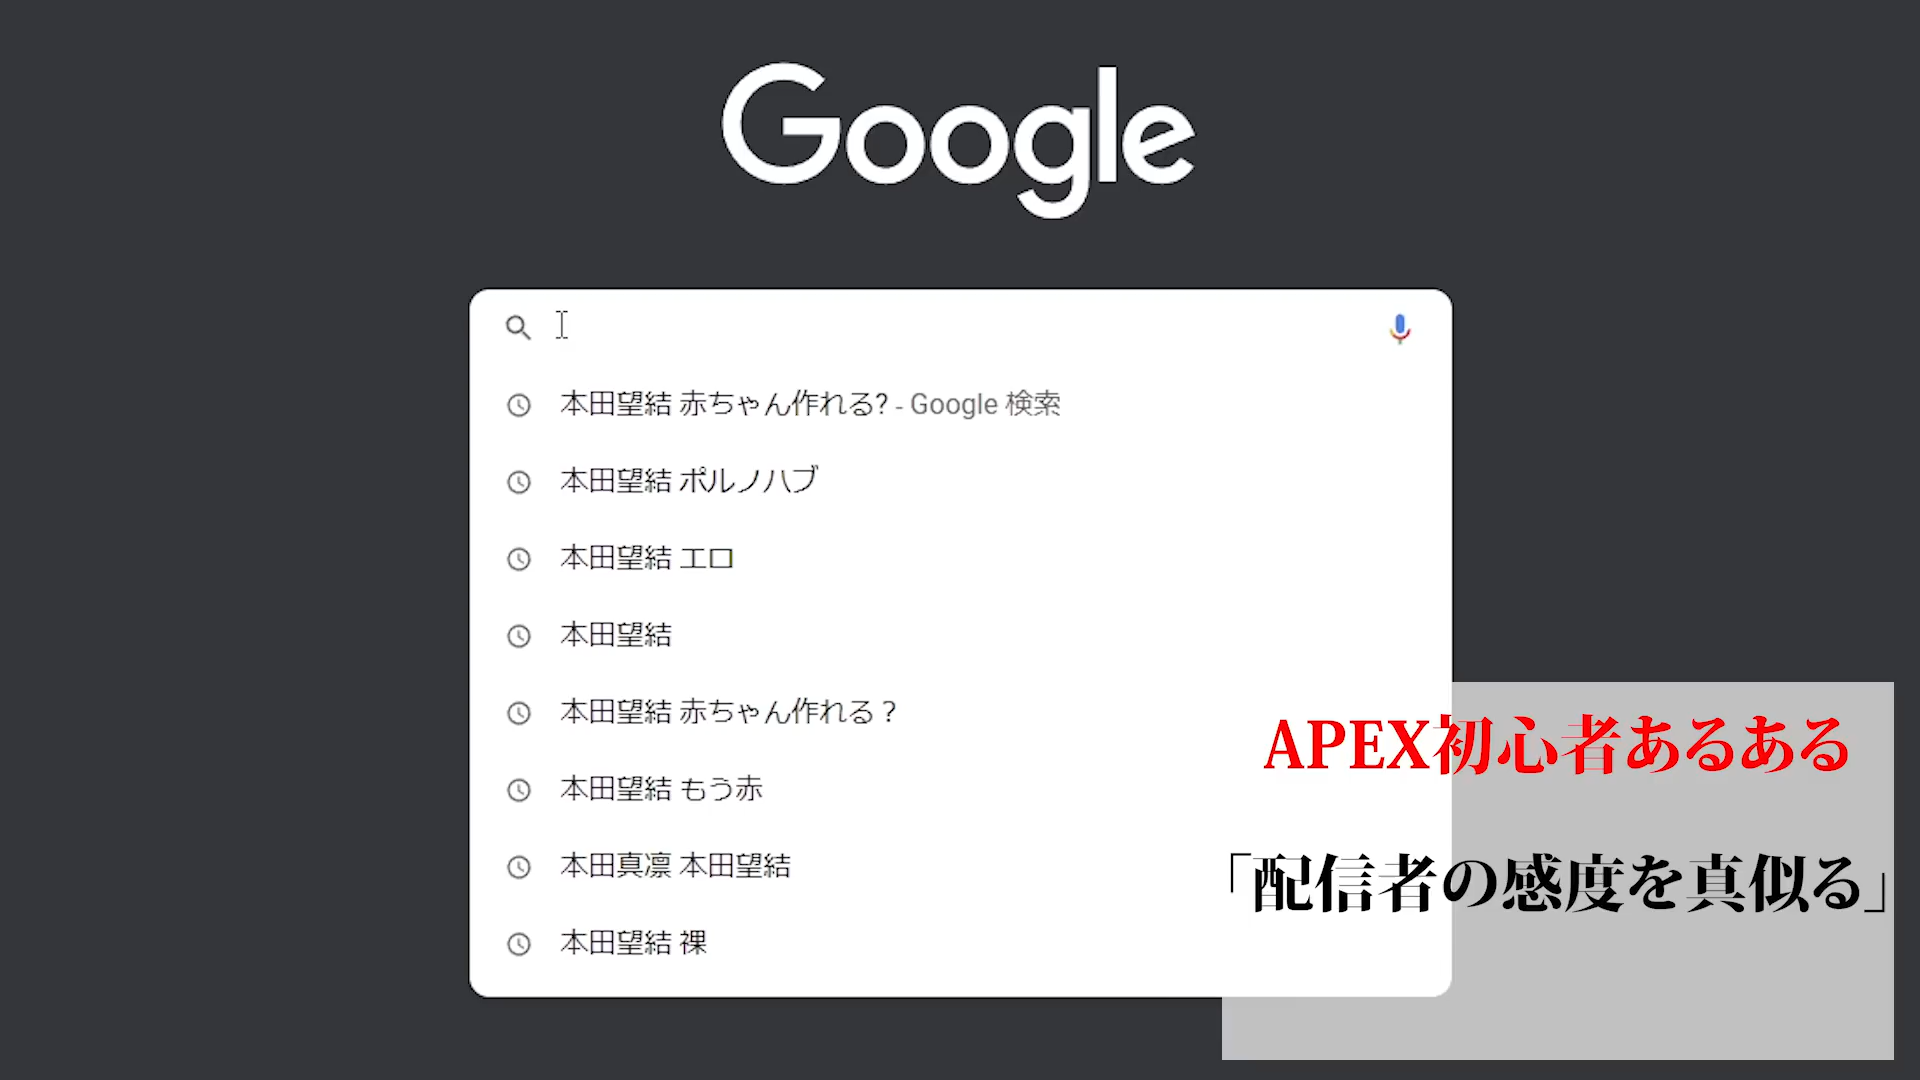 Google
本田望結 赤ちゃん作れる? - Google 検索
本田望結 ポルノハブ
本田望結 エロ
本田望結
本田望結 赤ちゃん作れる？
本田望結 もう赤
本田真凛 本田望結
本田望結 裸
APEX初心者あるある
「配信者の感度を真似る」